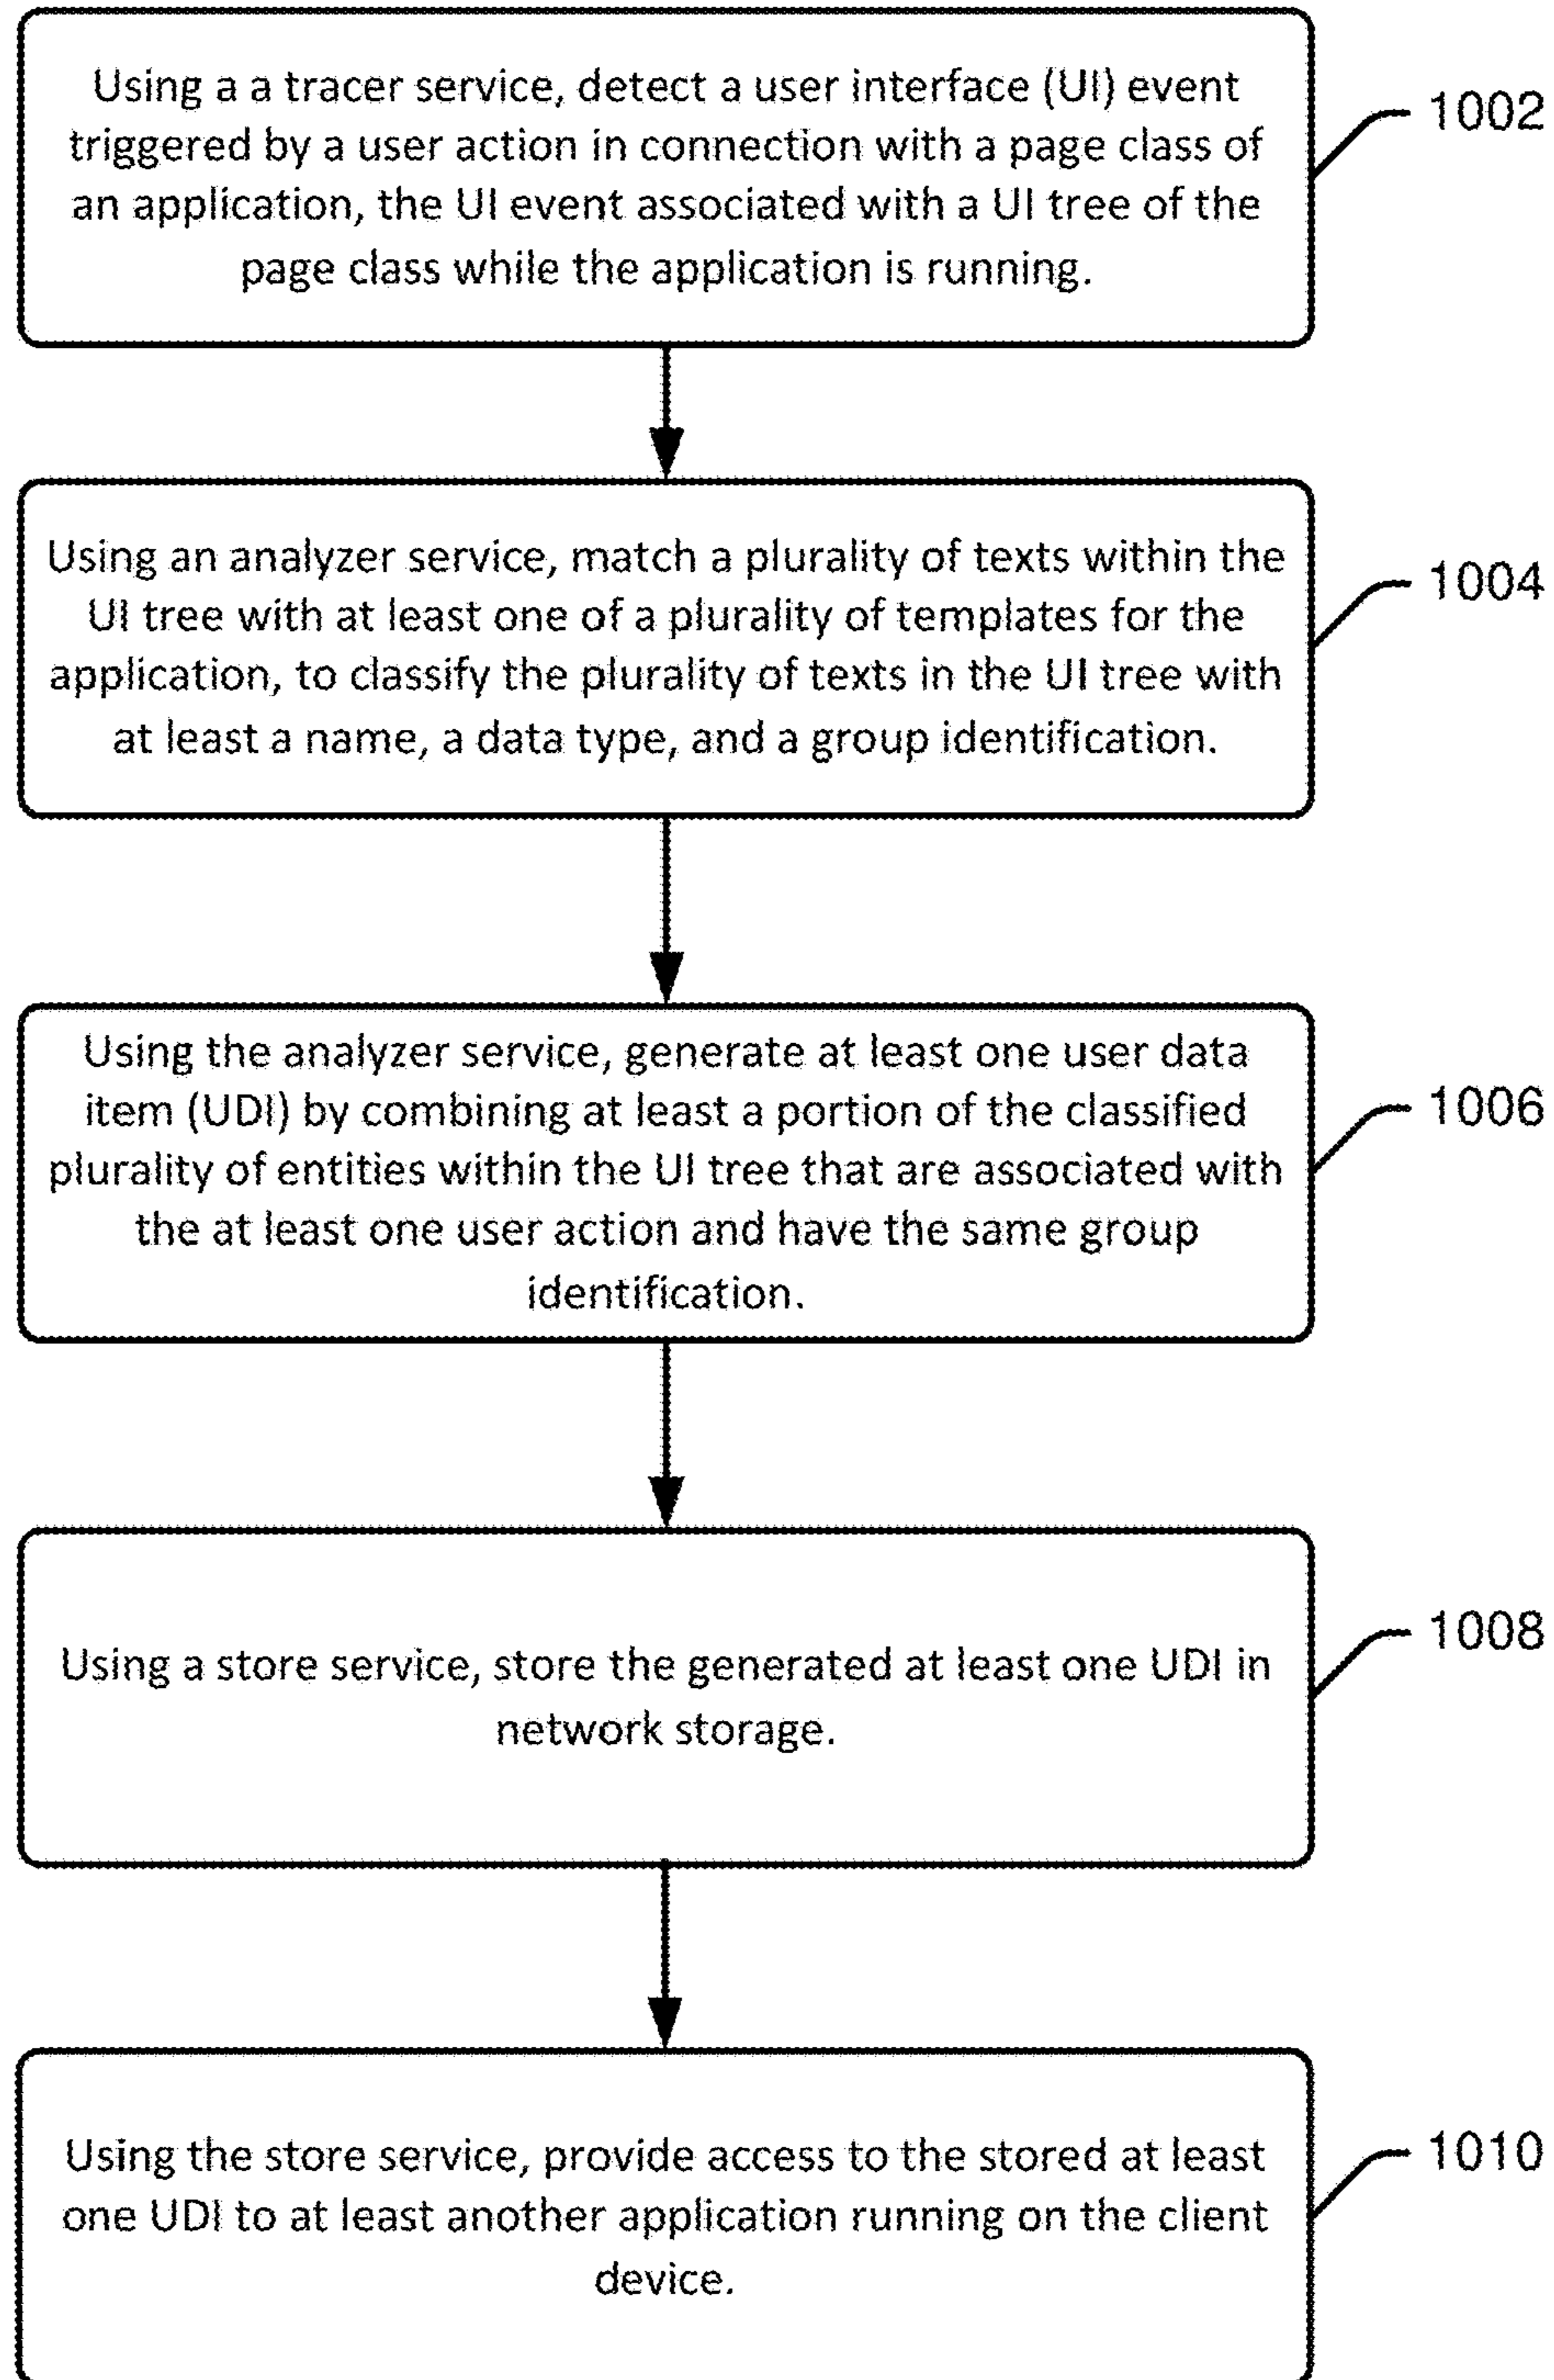 Using a a tracer service, detect a user interface (UI) event
triggered by a user action in connection with a page class of
an application, the UI event associated with a UI tree of the
page class while the application is running.
1002
Using an analyzer service, match a plurality of texts within the
UI tree with at least one of a plurality of templates for the
application, to classify the plurality of texts in the UI tree with
at least a name, a data type, and a group identification.
1004
Using the analyzer service, generate at least one user data
item (UDI) by combining at least a portion of the classified
plurality of entities within the UI tree that are associated with
the at least one user action and have the same group
identification.
1006
Using a store service, store the generated at least one UDI in
network storage.
1008
Using the store service, provide access to the stored at least
one UDI to at least another application running on the client
device.
1010